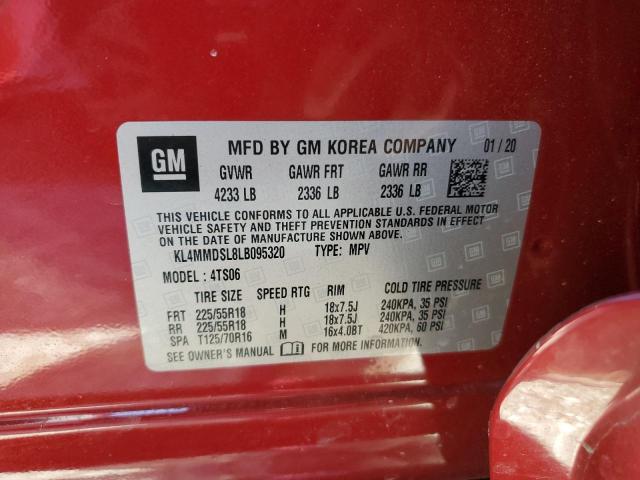 GM
MFD BY GM KOREA COMPANY 01 / 20
GVWR GAWR FRT GAWR RR
4233 LB 2336 LB 2336 LB
THIS VEHICLE CONFORMS TO ALL APPLICABLE U.S. FEDERAL MOTOR
VEHICLE SAFETY AND THEFT PREVENTION STANDARDS IN EFFECT
ON THE DATE OF MANUFACTURE SHOWN ABOVE.
KL4MMDSL8LB095320 TYPE: MPV
MODEL : 4TS06
TIRE SIZE SPEED RTG RIM COLD TIRE PRESSURE
FRT 225/55R18 H 18x7.5J 240KPA, 35 PSI
RR 225/55R18 H 18x7.5J 240KPA, 35 PSI
SPA T125/70R16 M 16x4.0BT 420KPA, 60 PSI
SEE OWNER'S MANUAL FOR MORE INFORMATION.